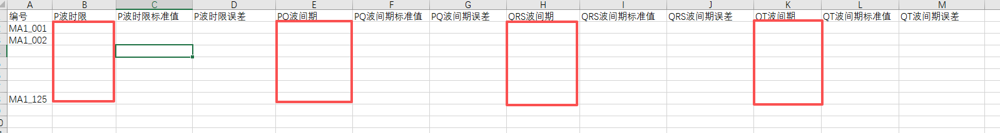 A B C D E F G H I J K L M
编号 P波时限 P波时限标准值 P波时限误差 PQ波间期 PQ波间期标准值 PQ波间期误差 QRS波间期 QRS波间期标准值 QRS波间期误差 QT波间期 QT波间期标准值 QT波间期误差
MA1_001
MA1_002
MA1_125
0